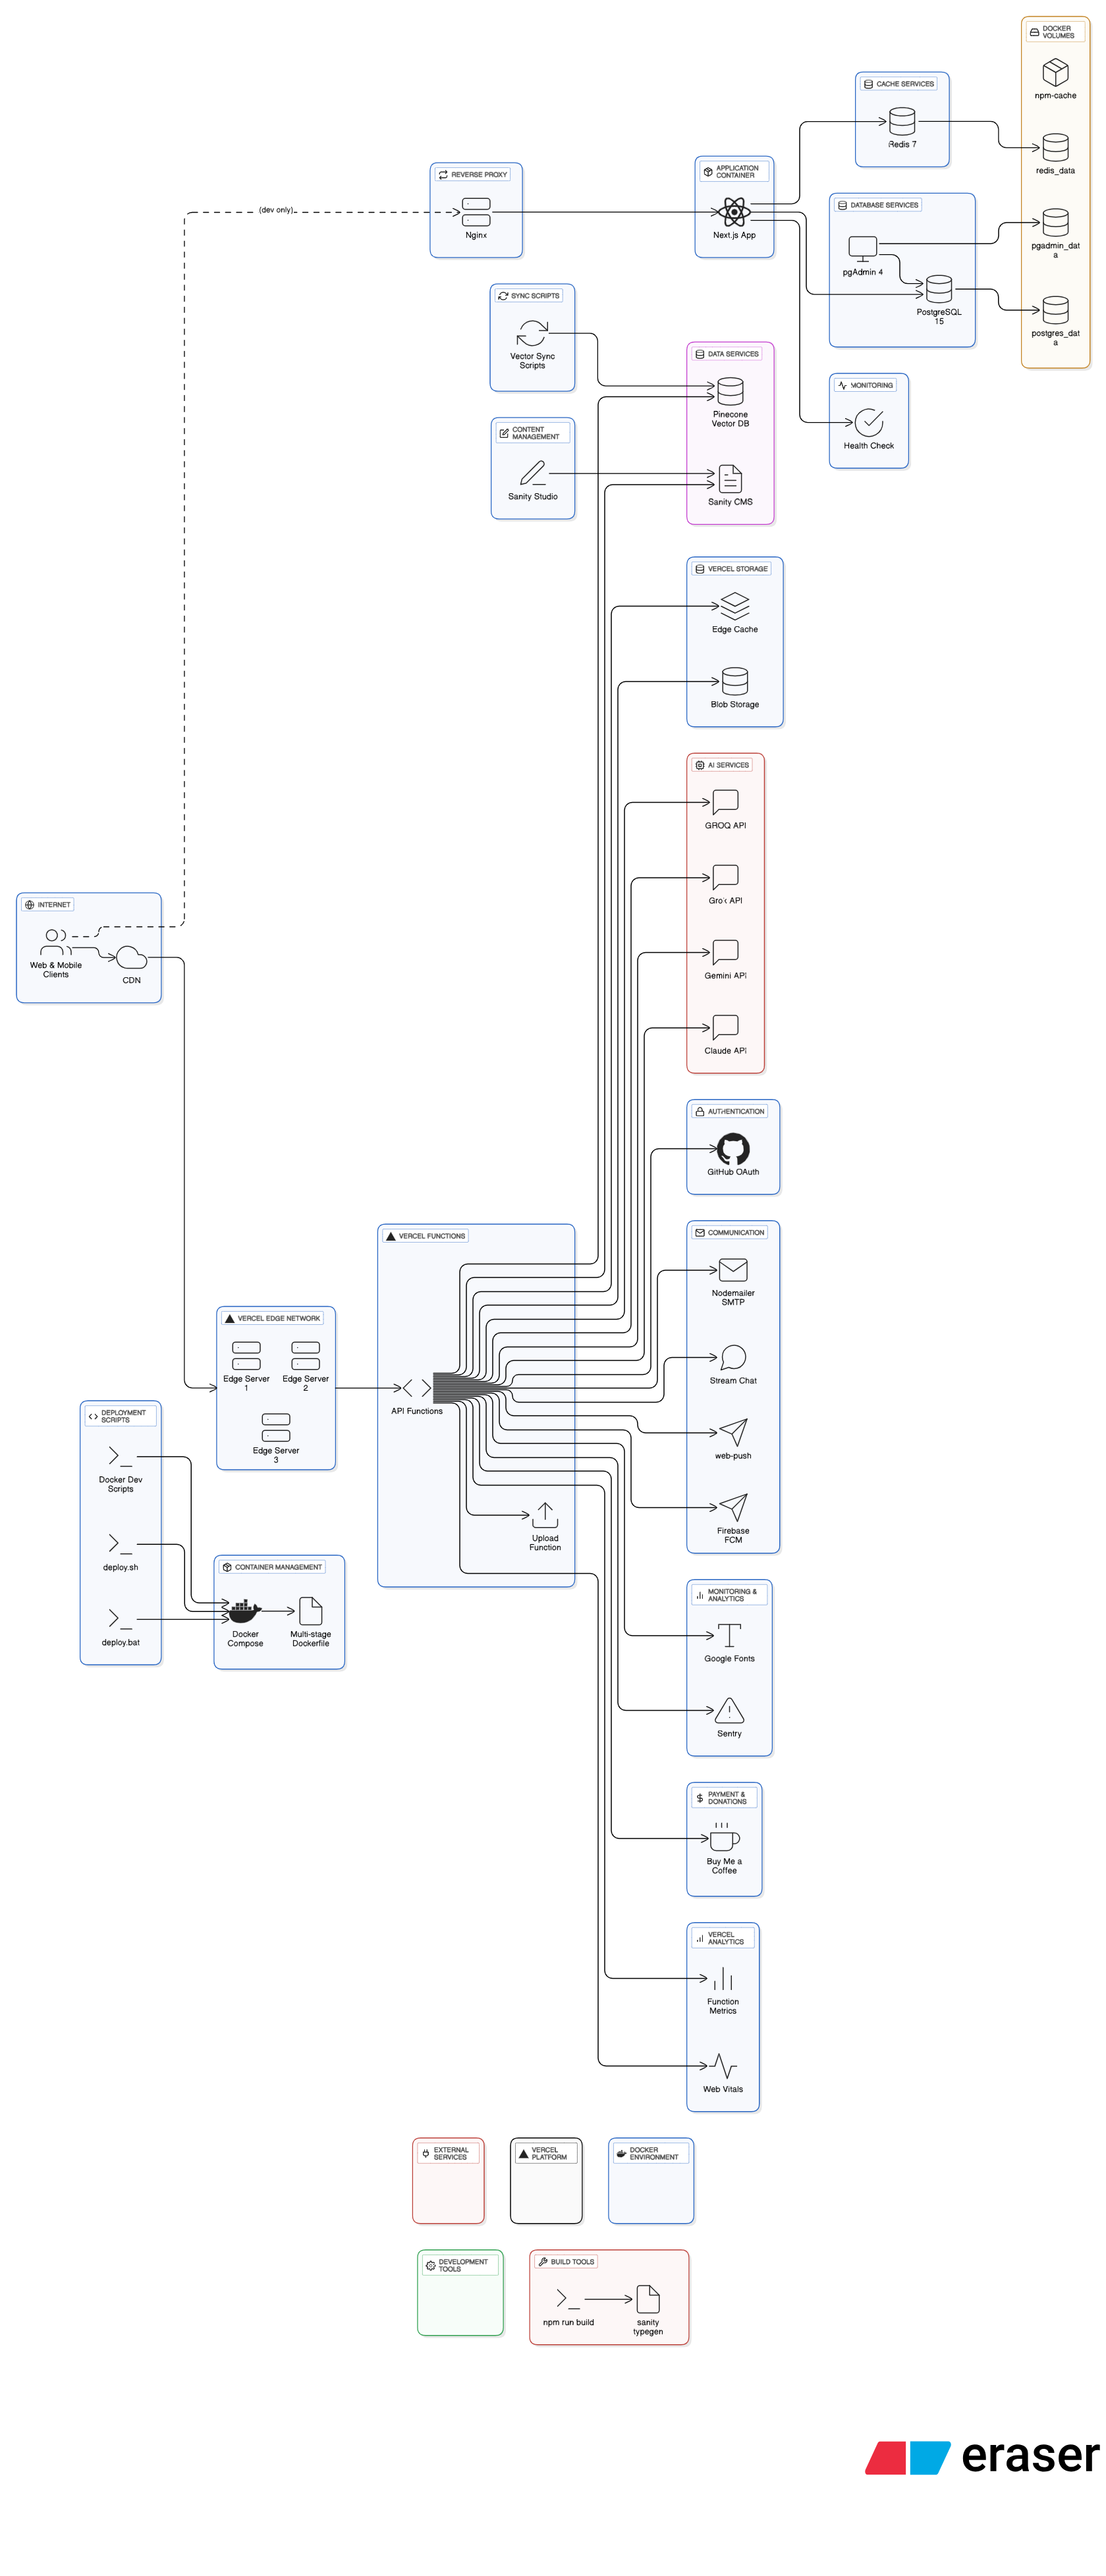 DOCKER
VOLUMES
npm-cache
redis_data
pgadmin_dat
a
postgres_dat
a
CACHE SERVICES
Redis 7
DATABASE SERVICES
pgAdmin 4
PostgreSQL
15
MONITORING
Health Check
APPLICATION
CONTAINER
Next.js App
REVERSE PROXY
Nginx
(dev only)
SYNC SCRIPTS
Vector Sync
Scripts
CONTENT
MANAGEMENT
Sanity Studio
DATA SERVICES
Pinecone
Vector DB
Sanity CMS
VERCEL STORAGE
Edge Cache
Blob Storage
AI SERVICES
GROQ API
Grok API
Gemini API
Claude API
INTERNET
Web & Mobile
Clients
CDN
AUTHENTICATION
GitHub OAuth
COMMUNICATION
Nodemailer
SMTP
Stream Chat
web-push
Firebase
FCM
VERCEL FUNCTIONS
API Functions
Upload
Function
VERCEL EDGE NETWORK
Edge Server
1
Edge Server
2
Edge Server
3
DEPLOYMENT
SCRIPTS
Docker Dev
Scripts
deploy.sh
deploy.bat
CONTAINER MANAGEMENT
Docker
Compose
Multi-stage
Dockerfile
MONITORING &
ANALYTICS
Google Fonts
Sentry
PAYMENT &
DONATIONS
Buy Me a
Coffee
VERCEL
ANALYTICS
Function
Metrics
Web Vitals
EXTERNAL
SERVICES
VERCEL
PLATFORM
DOCKER
ENVIRONMENT
DEVELOPMENT
TOOLS
BUILD TOOLS
npm run build
sanity
typegen
eraser